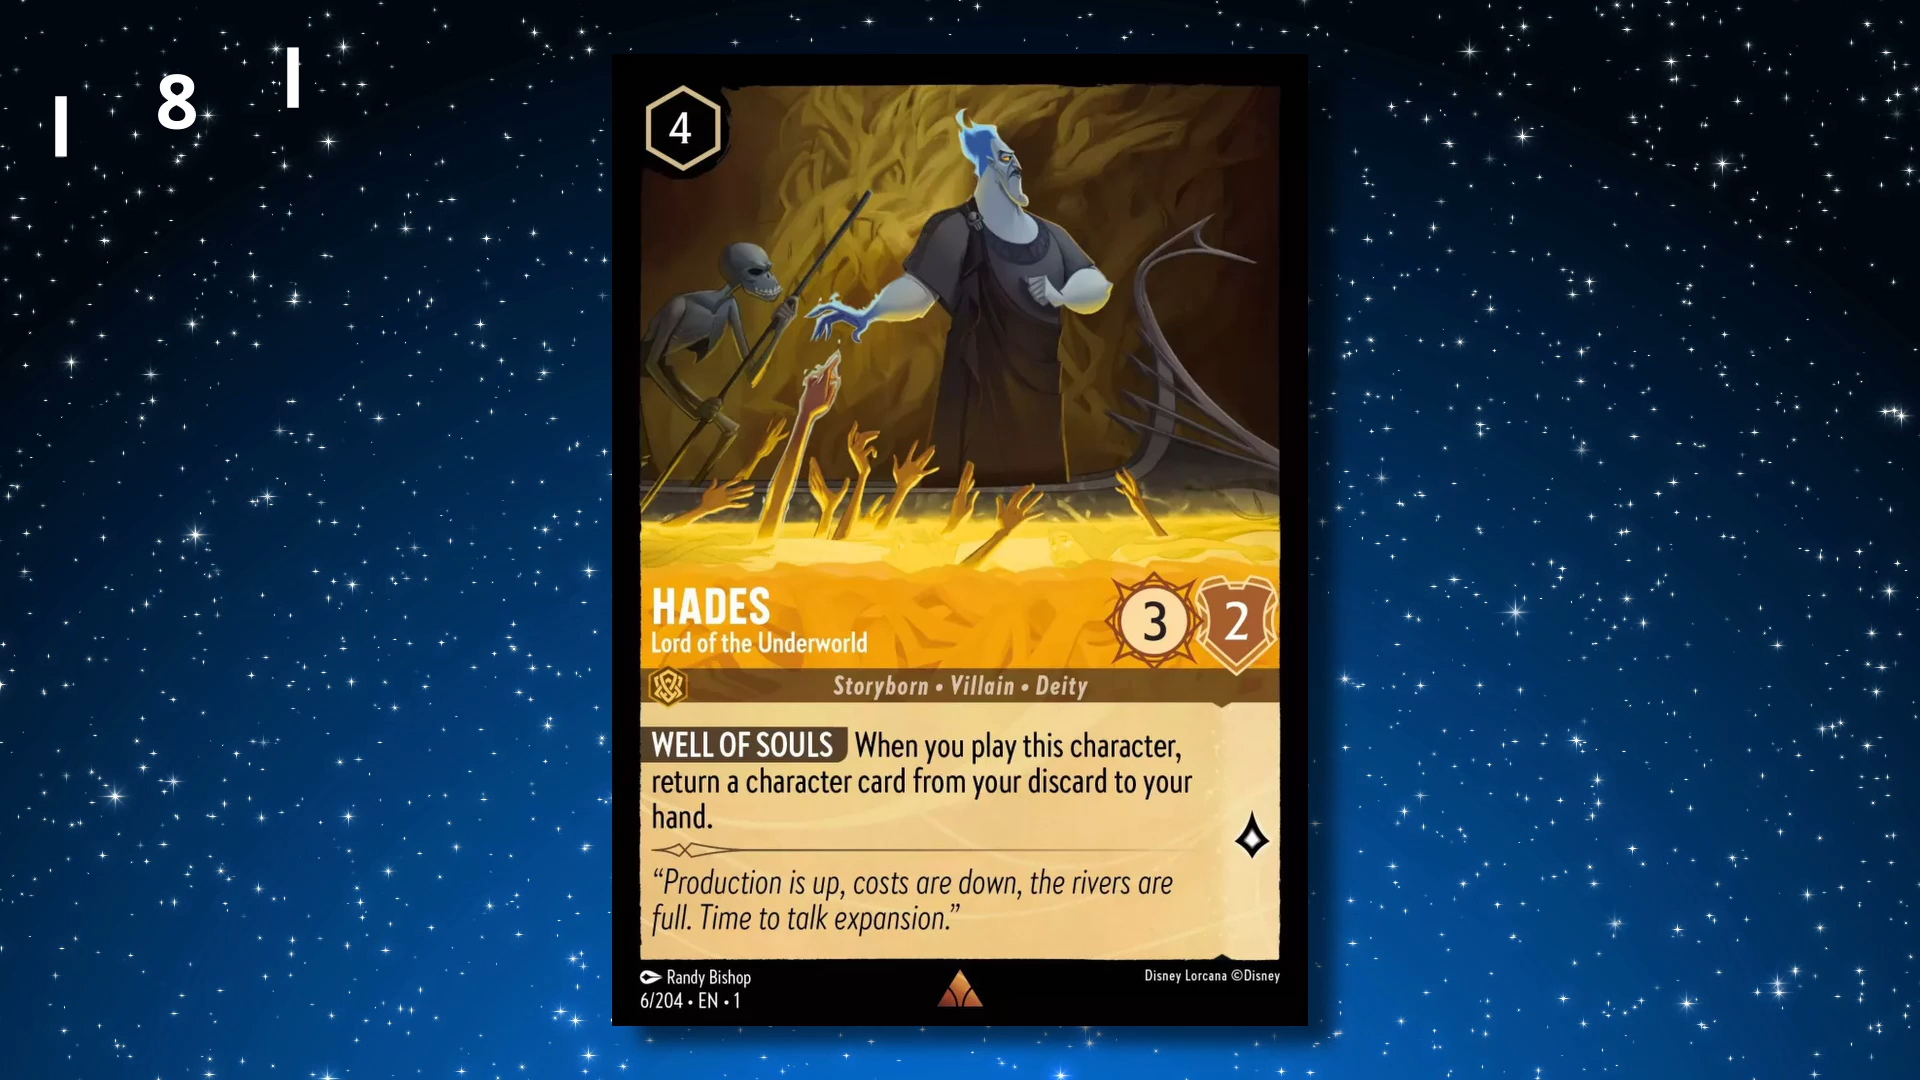 l 8 l
4
HADES
Lord of the Underworld
3 2
Storyborn • Villain • Deity
WELL OF SOULS When you play this character,
return a character card from your discard to your
hand.
“Production is up, costs are down, the rivers are
full. Time to talk expansion.”
Randy Bishop
6/204 • EN • 1
Disney Lorcana ©Disney